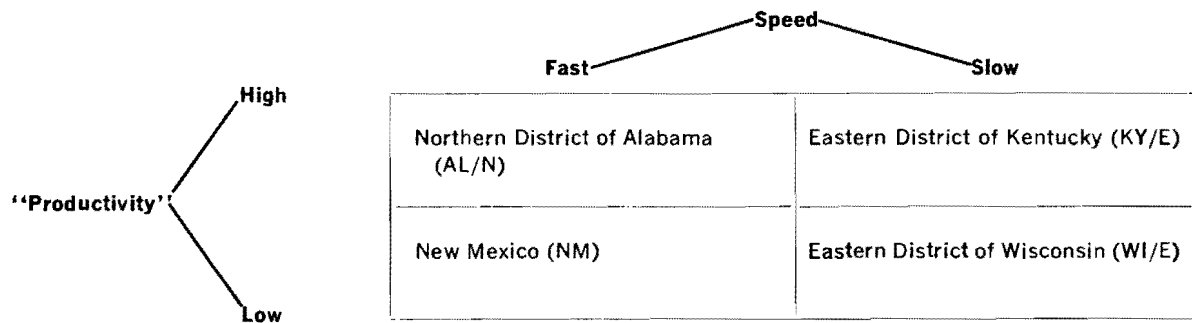 Speed
Fast Slow
High
Northern District of Alabama
(AL/N)
Eastern District of Kentucky (KY/E)
‘‘Productivity’’
New Mexico (NM)
Eastern District of Wisconsin (WI/E)
Low